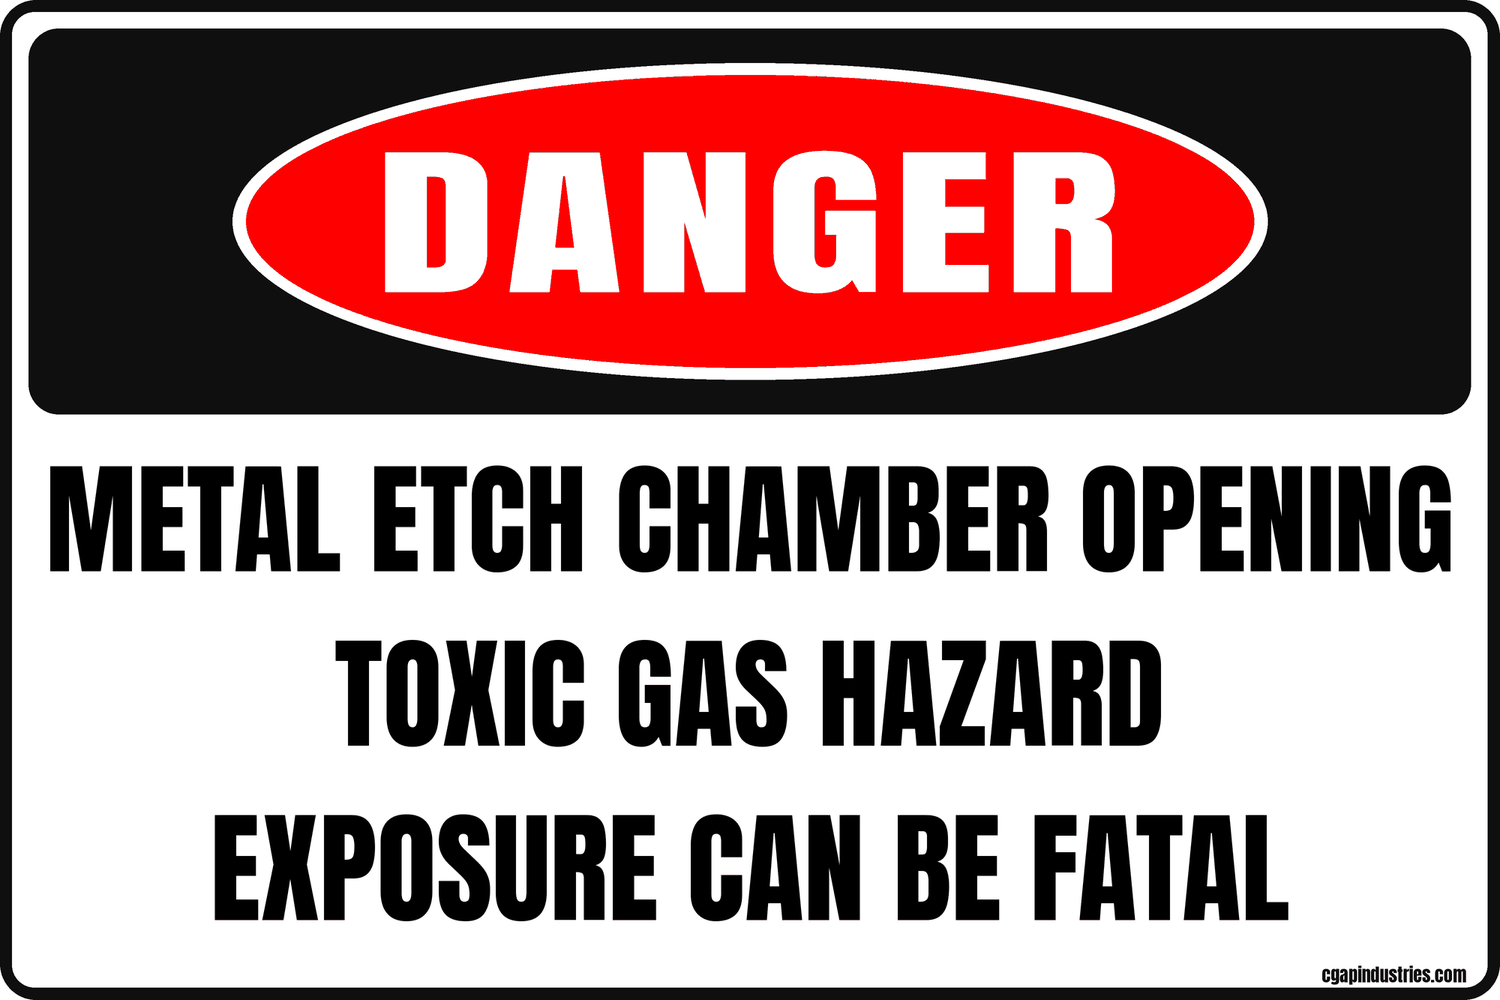 DANGER
METAL ETCH CHAMBER OPENING
TOXIC GAS HAZARD
EXPOSURE CAN BE FATAL
cgapindustries.com